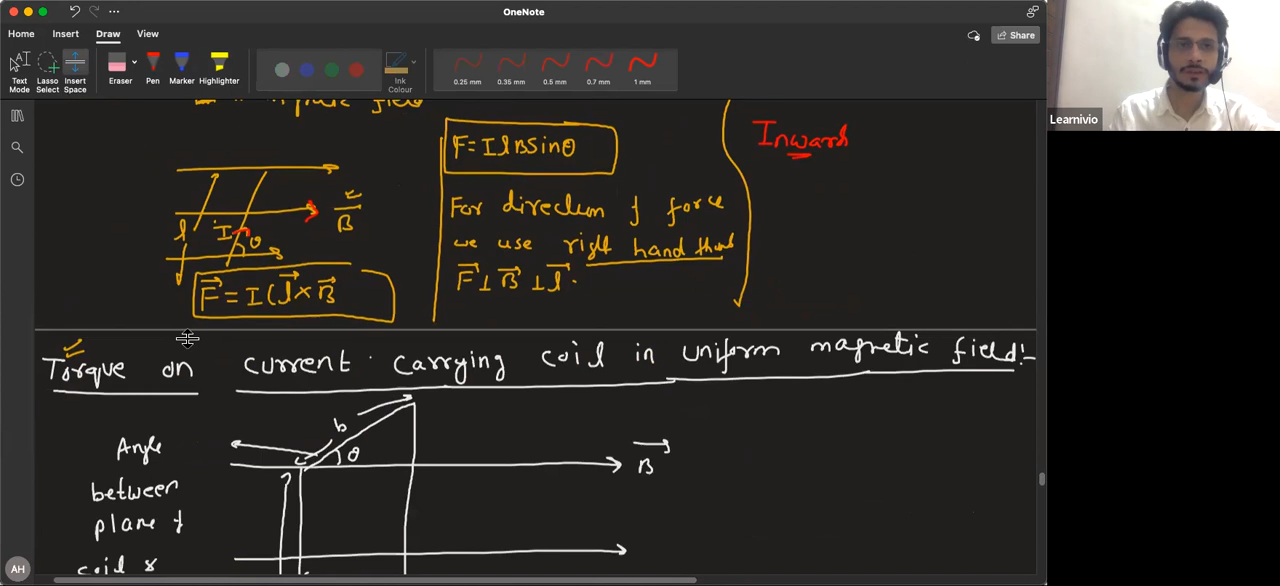 OneNote
Home Insert Draw View
Share
Text Mode
Lasso Select
Insert Space
Eraser
Pen
Marker
Highlighter
Ink Colour
0.25 mm
0.35 mm
0.5 mm
0.7 mm
1 mm
Learnivio
field
F = IlBsinθ
Inward
For direction of force
we use right hand thumb
F⃗ ⊥ B⃗ ⊥ l⃗.
B⃗
l
I
θ
F⃗ = I(l⃗ × B⃗
Torque on current carrying coil in uniform magnetic field:-
b
θ
B⃗
Angle
between
plane of
coil &
AH